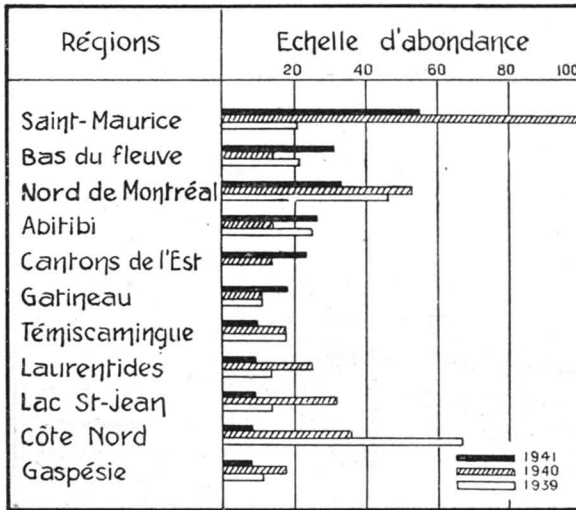 Régions Echelle d'abondance
20 40 60 80 100
Saint-Maurice
Bas du fleuve
Nord de Montréal
Abitibi
Cantons de l'Est
Gatineau
Témiscamingue
Laurentides
Lac St-Jean
Côte Nord
Gaspésie
1941
1940
1939